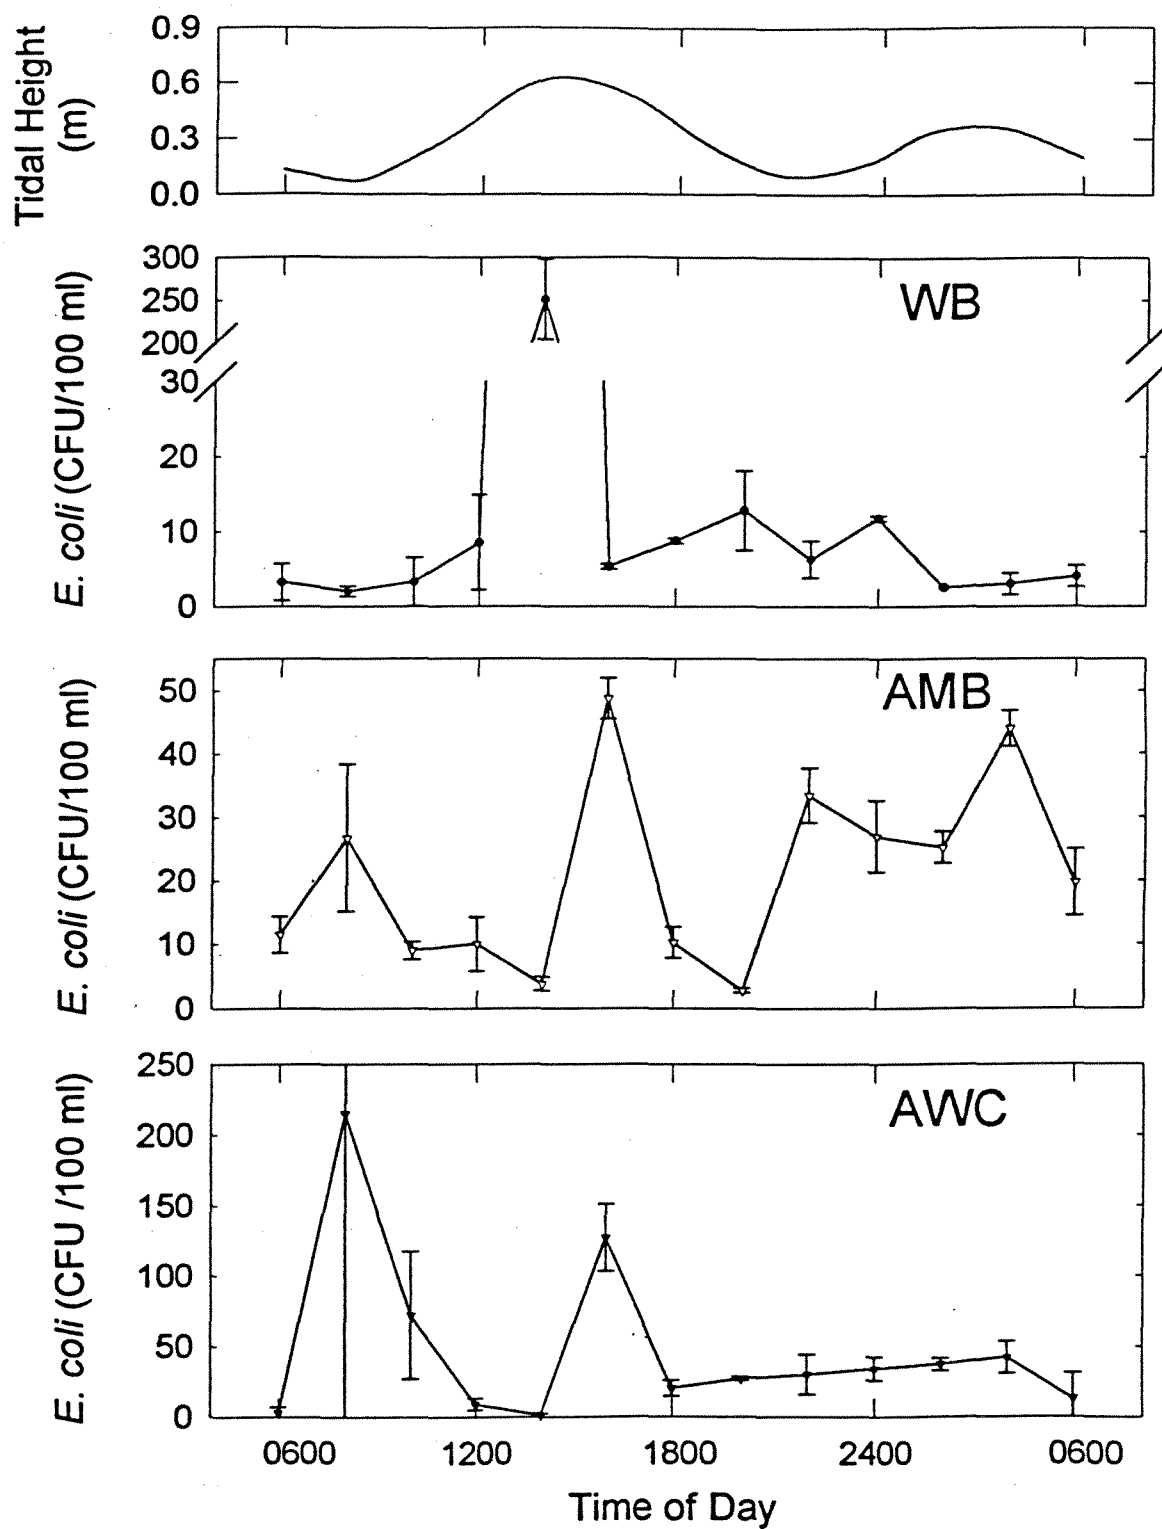 Tidal Height
(m)
0.9
0.6
0.3
0.0
E. coli (CFU/100 ml)
300
250
200
30
20
10
0
WB
E. coli (CFU/100 ml)
50
40
30
20
10
0
AMB
E. coli (CFU /100 ml)
250
200
150
100
50
0
AWC
0600 1200 1800 2400 0600
Time of Day